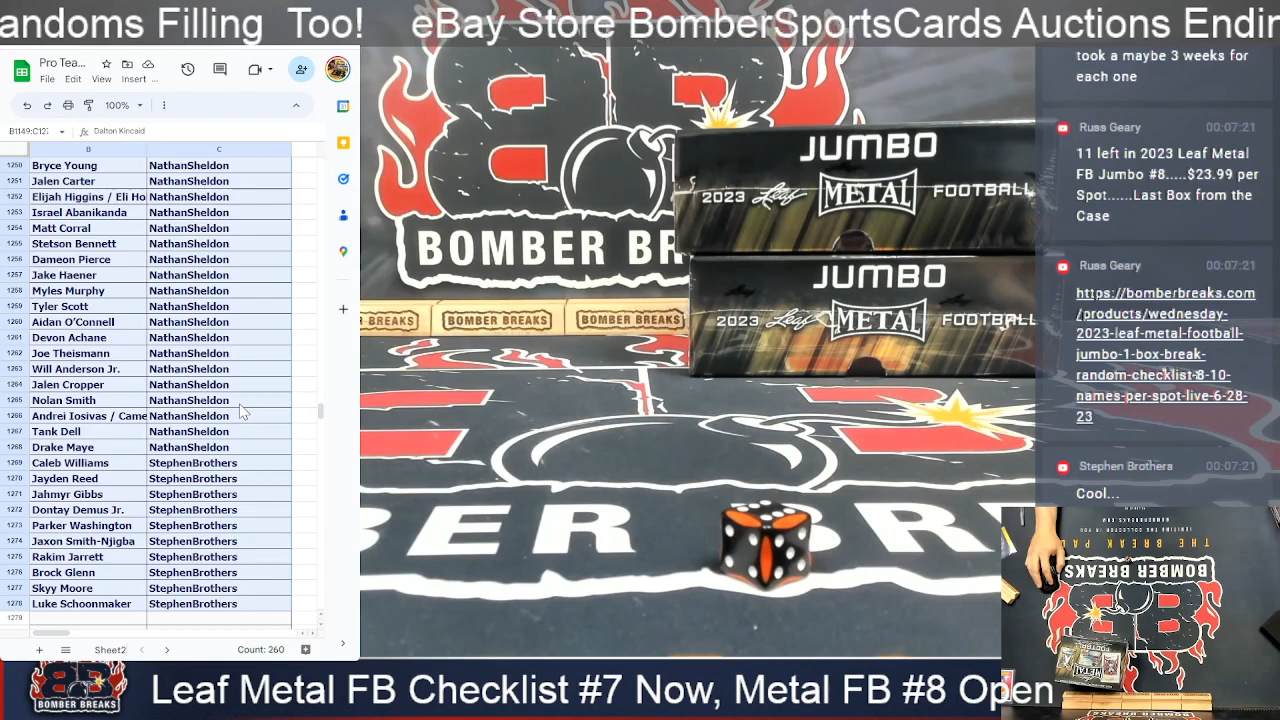 andoms Filling Too! eBay Store BomberSportsCards Auctions Endin
Pro Tea...
File Edit View Insert ...
100%
B1149:C12 Dalton Kincaid
B C
1250 Bryce Young NathanSheldon
1251 Jalen Carter NathanSheldon
1252 Elijah Higgins / Eli Ho NathanSheldon
1253 Israel Abanikanda NathanSheldon
1254 Matt Corral NathanSheldon
1255 Stetson Bennett NathanSheldon
1256 Dameon Pierce NathanSheldon
1257 Jake Haener NathanSheldon
1258 Myles Murphy NathanSheldon
1259 Tyler Scott NathanSheldon
1260 Aidan O'Connell NathanSheldon
1261 Devon Achane NathanSheldon
1262 Joe Theismann NathanSheldon
1263 Will Anderson Jr. NathanSheldon
1264 Jalen Cropper NathanSheldon
1265 Nolan Smith NathanSheldon
1266 Andrei Iosivas / Came NathanSheldon
1267 Tank Dell NathanSheldon
1268 Drake Maye NathanSheldon
1269 Caleb Williams StephenBrothers
1270 Jayden Reed StephenBrothers
1271 Jahmyr Gibbs StephenBrothers
1272 Dontay Demus Jr. StephenBrothers
1273 Parker Washington StephenBrothers
1274 Jaxon Smith-Njigba StephenBrothers
1275 Rakim Jarrett StephenBrothers
1276 Brock Glenn StephenBrothers
1277 Skyy Moore StephenBrothers
1278 Luke Schoonmaker StephenBrothers
1279
Sheet2 Count: 260
BOMBER BR
BREAKS BOMBER BREAKS BOMBER BREAKS
JUMBO
2023 Leaf METAL FOOTBALL
JUMBO
2023 Leaf METAL FOOTBALL
BER BR
took a maybe 3 weeks for
each one
Russ Geary 00:07:21
11 left in 2023 Leaf Metal
FB Jumbo #8.....$23.99 per
Spot......Last Box from the
Case
Russ Geary 00:07:21
https://bomberbreaks.com
/products/wednesday-
2023-leaf-metal-football-
jumbo-1-box-break-
random-checklist-8-10-
names-per-spot-live-6-28-
23
Stephen Brothers 00:07:21
Cool...
THE BREAK PAD
BOMBER BREAKS
METAL
BOMBER BREAKS
Leaf Metal FB Checklist #7 Now, Metal FB #8 Open